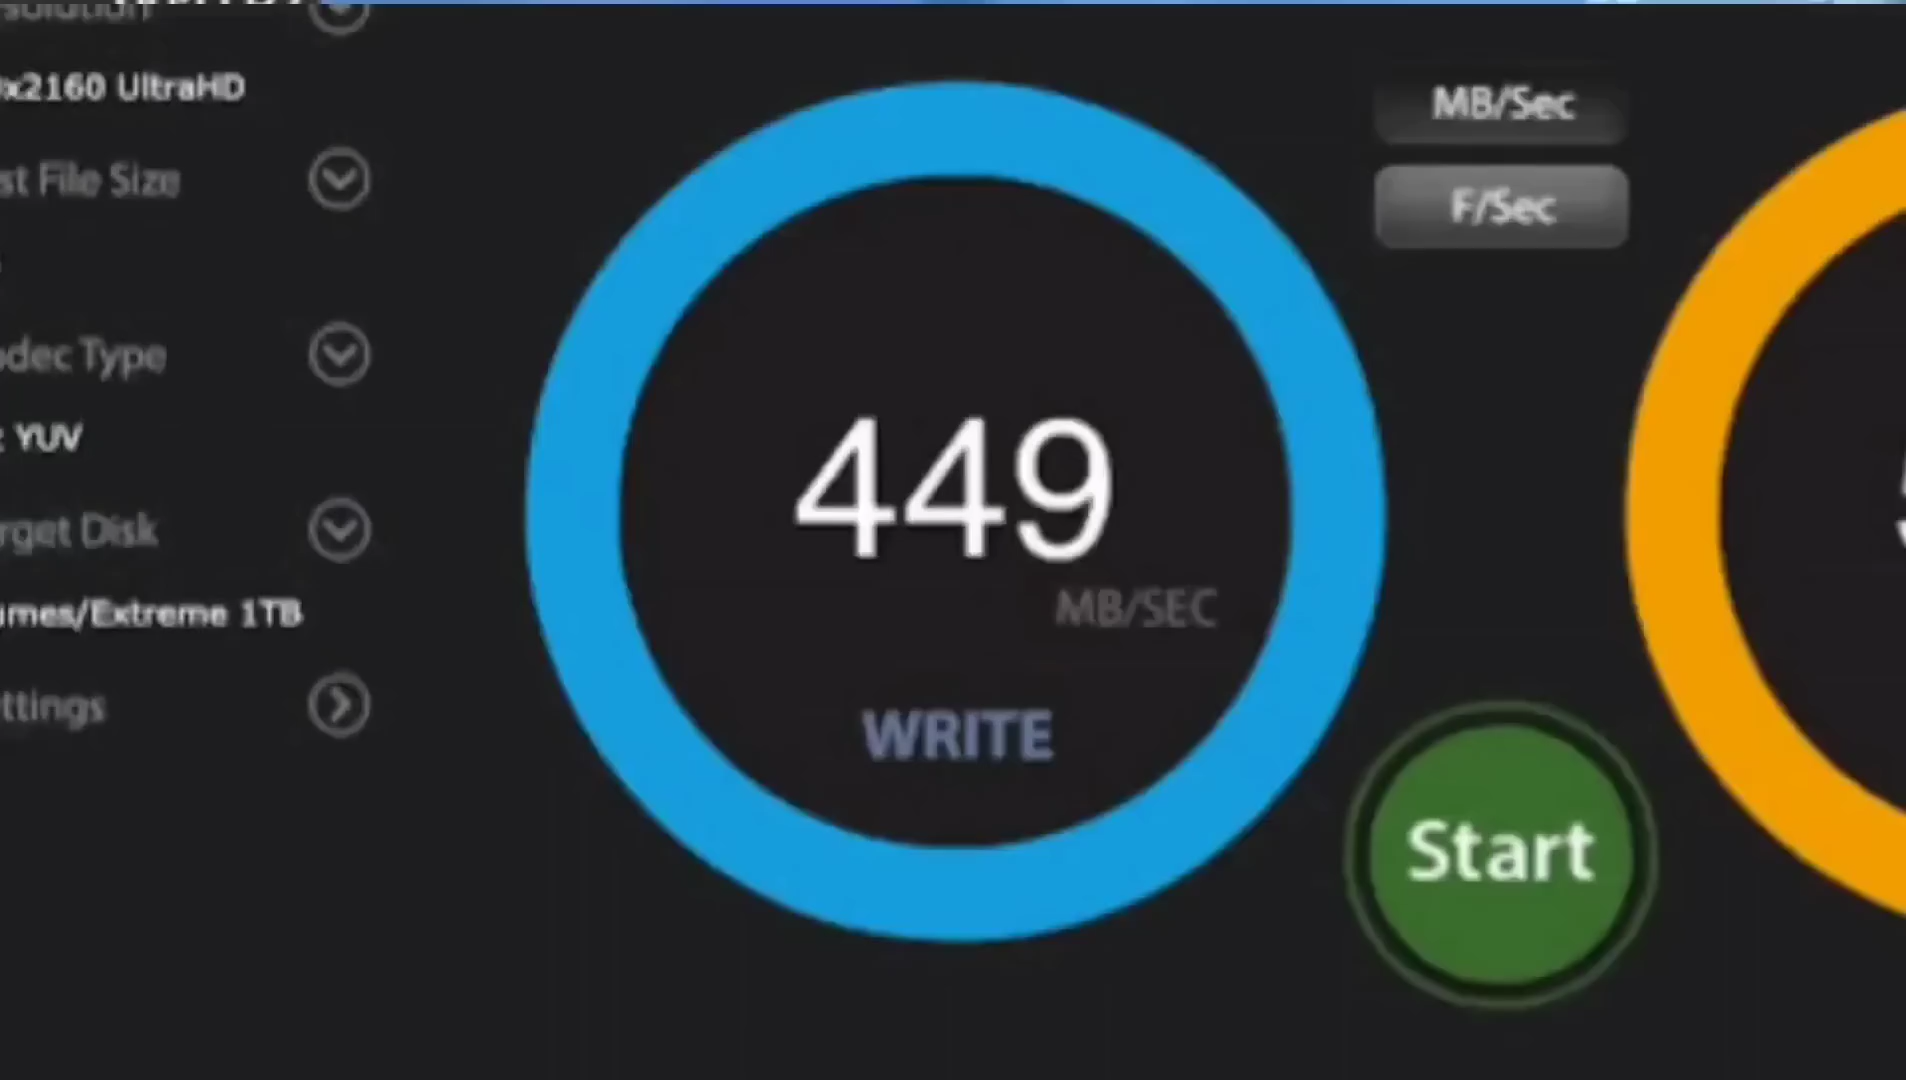 x2160 UltraHD
MB/Sec
st File Size
F/Sec
dec Type
YUV
449
MB/SEC
rget Disk
umes/Extreme 1TB
WRITE
ttings
Start